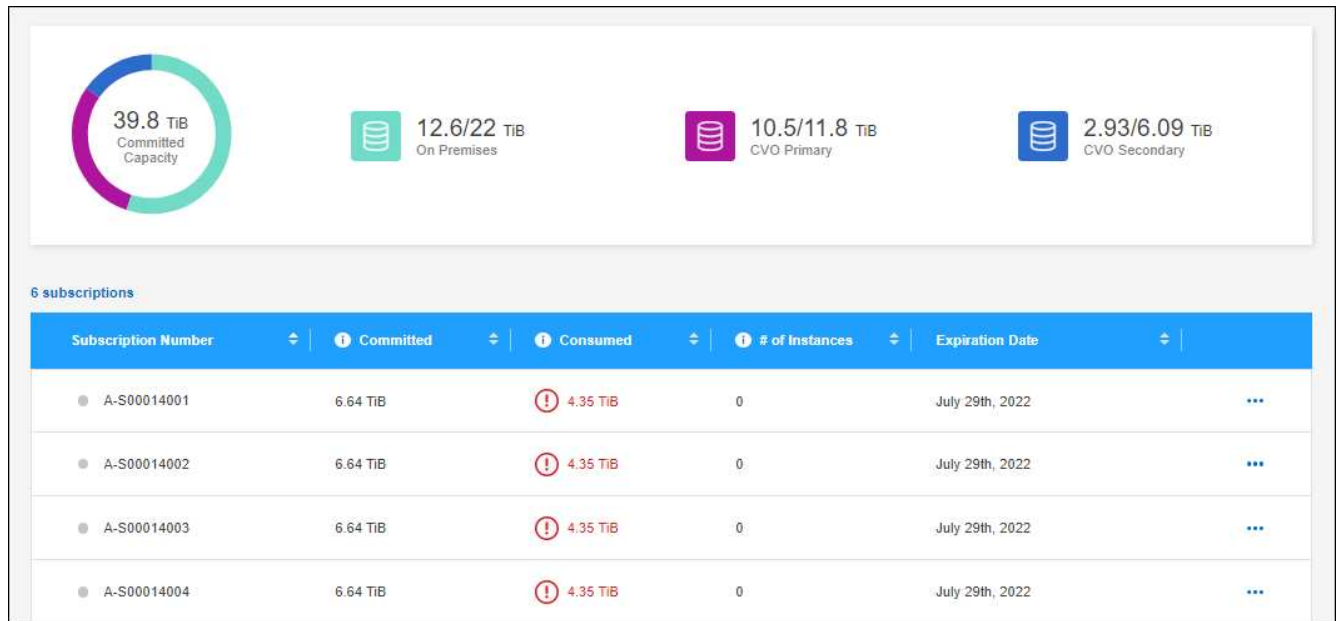 39.8 TiB
Committed
Capacity
12.6/22 TiB
On Premises
10.5/11.8 TiB
CVO Primary
2.93/6.09 TiB
CVO Secondary
6 subscriptions
Subscription Number Committed Consumed # of Instances Expiration Date
A-S00014001 6.64 TiB 4.35 TiB 0 July 29th, 2022
A-S00014002 6.64 TiB 4.35 TiB 0 July 29th, 2022
A-S00014003 6.64 TiB 4.35 TiB 0 July 29th, 2022
A-S00014004 6.64 TiB 4.35 TiB 0 July 29th, 2022